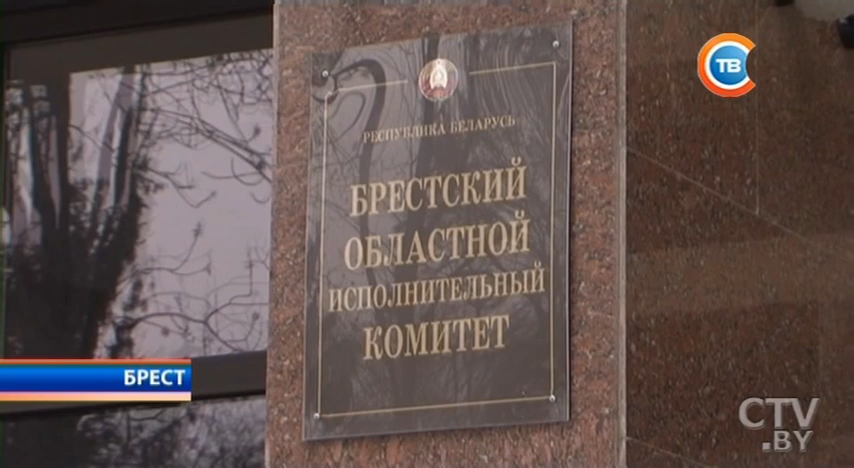 СТВ
РЕСПУБЛИКА БЕЛАРУСЬ
БРЕСТСКИЙ
ОБЛАСТНОЙ
ИСПОЛНИТЕЛЬНЫЙ
КОМИТЕТ
БРЕСТ
CTV
.BY